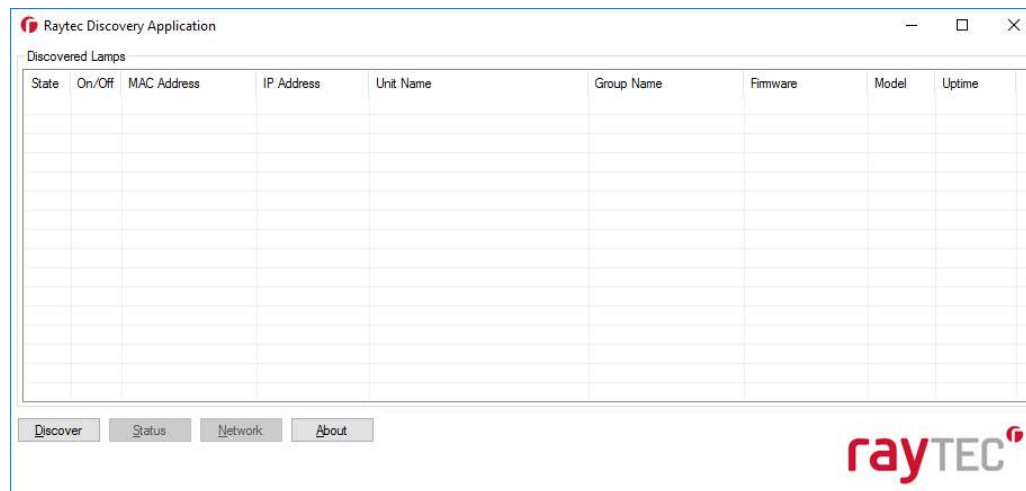 Raytec Discovery Application
Discovered Lamps
State On/Off MAC Address IP Address Unit Name Group Name Firmware Model Uptime
Discover Status Network About
rayTEC